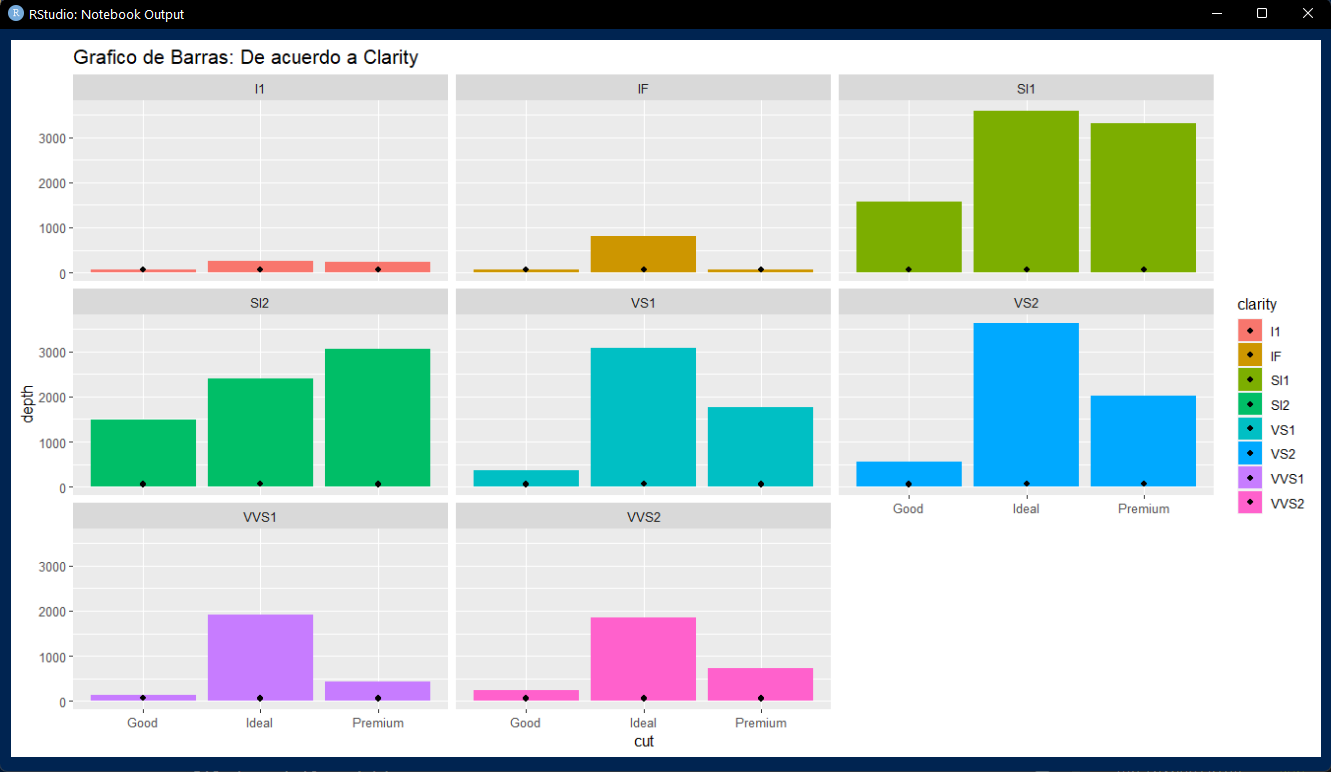 RStudio: Notebook Output
Grafico de Barras: De acuerdo a Clarity
I1
IF
SI1
3000
2000
1000
0
SI2
VS1
VS2
3000
2000
1000
0
depth
Good
Ideal
Premium
VVS1
VVS2
3000
2000
1000
0
Good
Ideal
Premium
Good
Ideal
Premium
cut
clarity
I1
IF
SI1
SI2
VS1
VS2
VVS1
VVS2